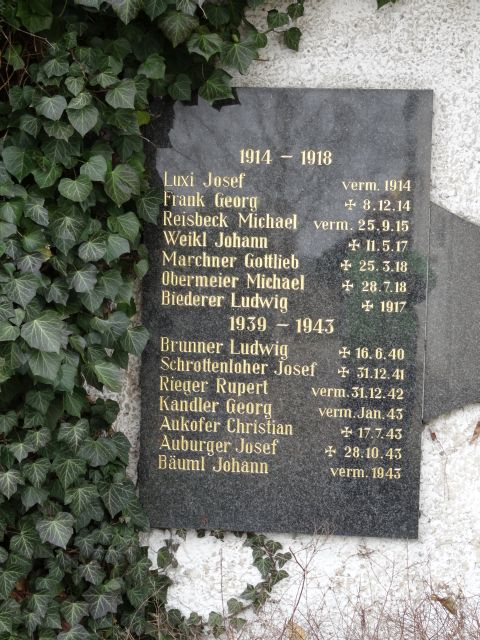 1914 – 1918
Luxi Josef verm. 1914
Frank Georg ✠ 8.12.14
Reisbeck Michael verm. 25.9.15
Weikl Johann ✠ 11.5.17
Marchner Gottlieb ✠ 25.3.18
Obermeier Michael ✠ 28.7.18
Biederer Ludwig ✠ 1917
1939 – 1943
Brunner Ludwig ✠ 16.6.40
Schrottenloher Josef ✠ 31.12.41
Rieger Rupert verm. 31.12.42
Kandler Georg verm. Jan. 43
Aukofer Christian ✠ 17.7.43
Auburger Josef ✠ 28.10.43
Bäuml Johann verm. 1943